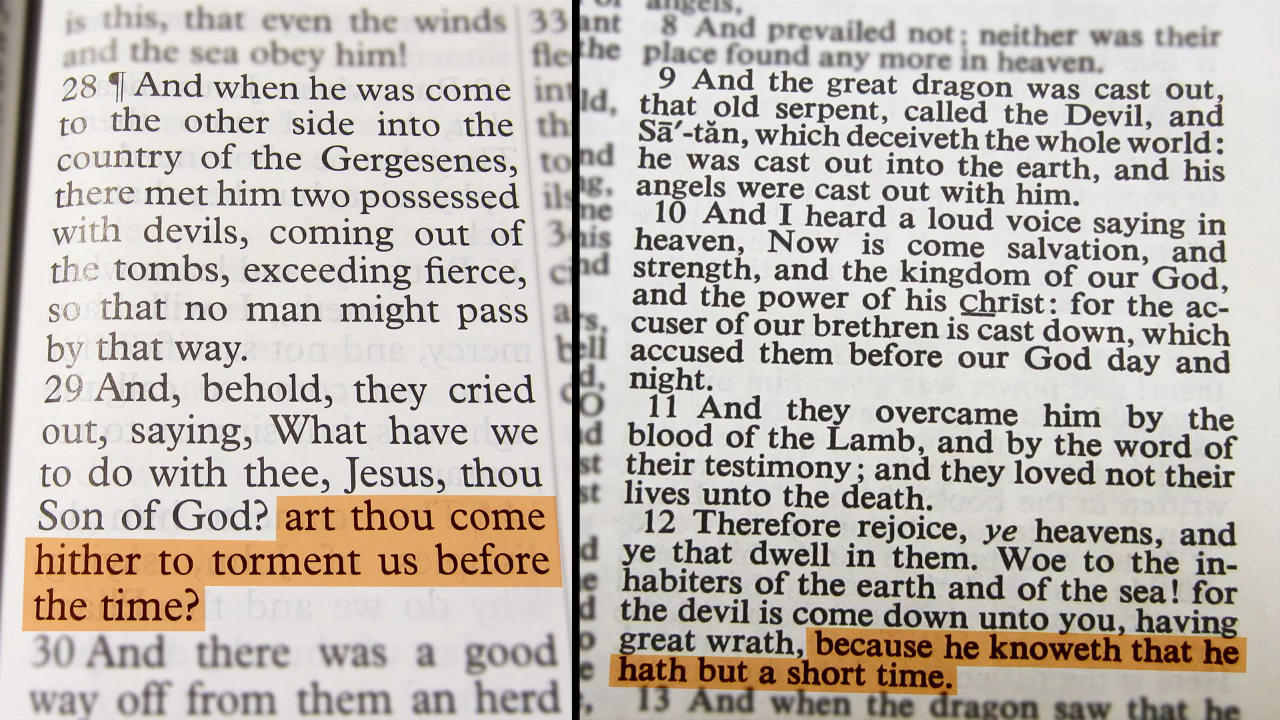 is this, that even the winds
and the sea obey him!
28 ¶ And when he was come
to the other side into the
country of the Gergesenes,
there met him two possessed
with devils, coming out of
the tombs, exceeding fierce,
so that no man might pass
by that way.
29 And, behold, they cried
out, saying, What have we
to do with thee, Jesus, thou
Son of God? art thou come
hither to torment us before
the time?
30 And there was a good
way off from them an herd
33
angels,
8 And prevailed not; neither was their
place found any more in heaven.
9 And the great dragon was cast out,
that old serpent, called the Devil, and
Sā′-tăn, which deceiveth the whole world:
he was cast out into the earth, and his
angels were cast out with him.
10 And I heard a loud voice saying in
heaven, Now is come salvation, and
strength, and the kingdom of our God,
and the power of his Christ: for the ac-
cuser of our brethren is cast down, which
accused them before our God day and
night.
11 And they overcame him by the
blood of the Lamb, and by the word of
their testimony; and they loved not their
lives unto the death.
12 Therefore rejoice, ye heavens, and
ye that dwell in them. Woe to the in-
habiters of the earth and of the sea! for
the devil is come down unto you, having
great wrath, because he knoweth that he
hath but a short time.
13 And when the dragon saw that he